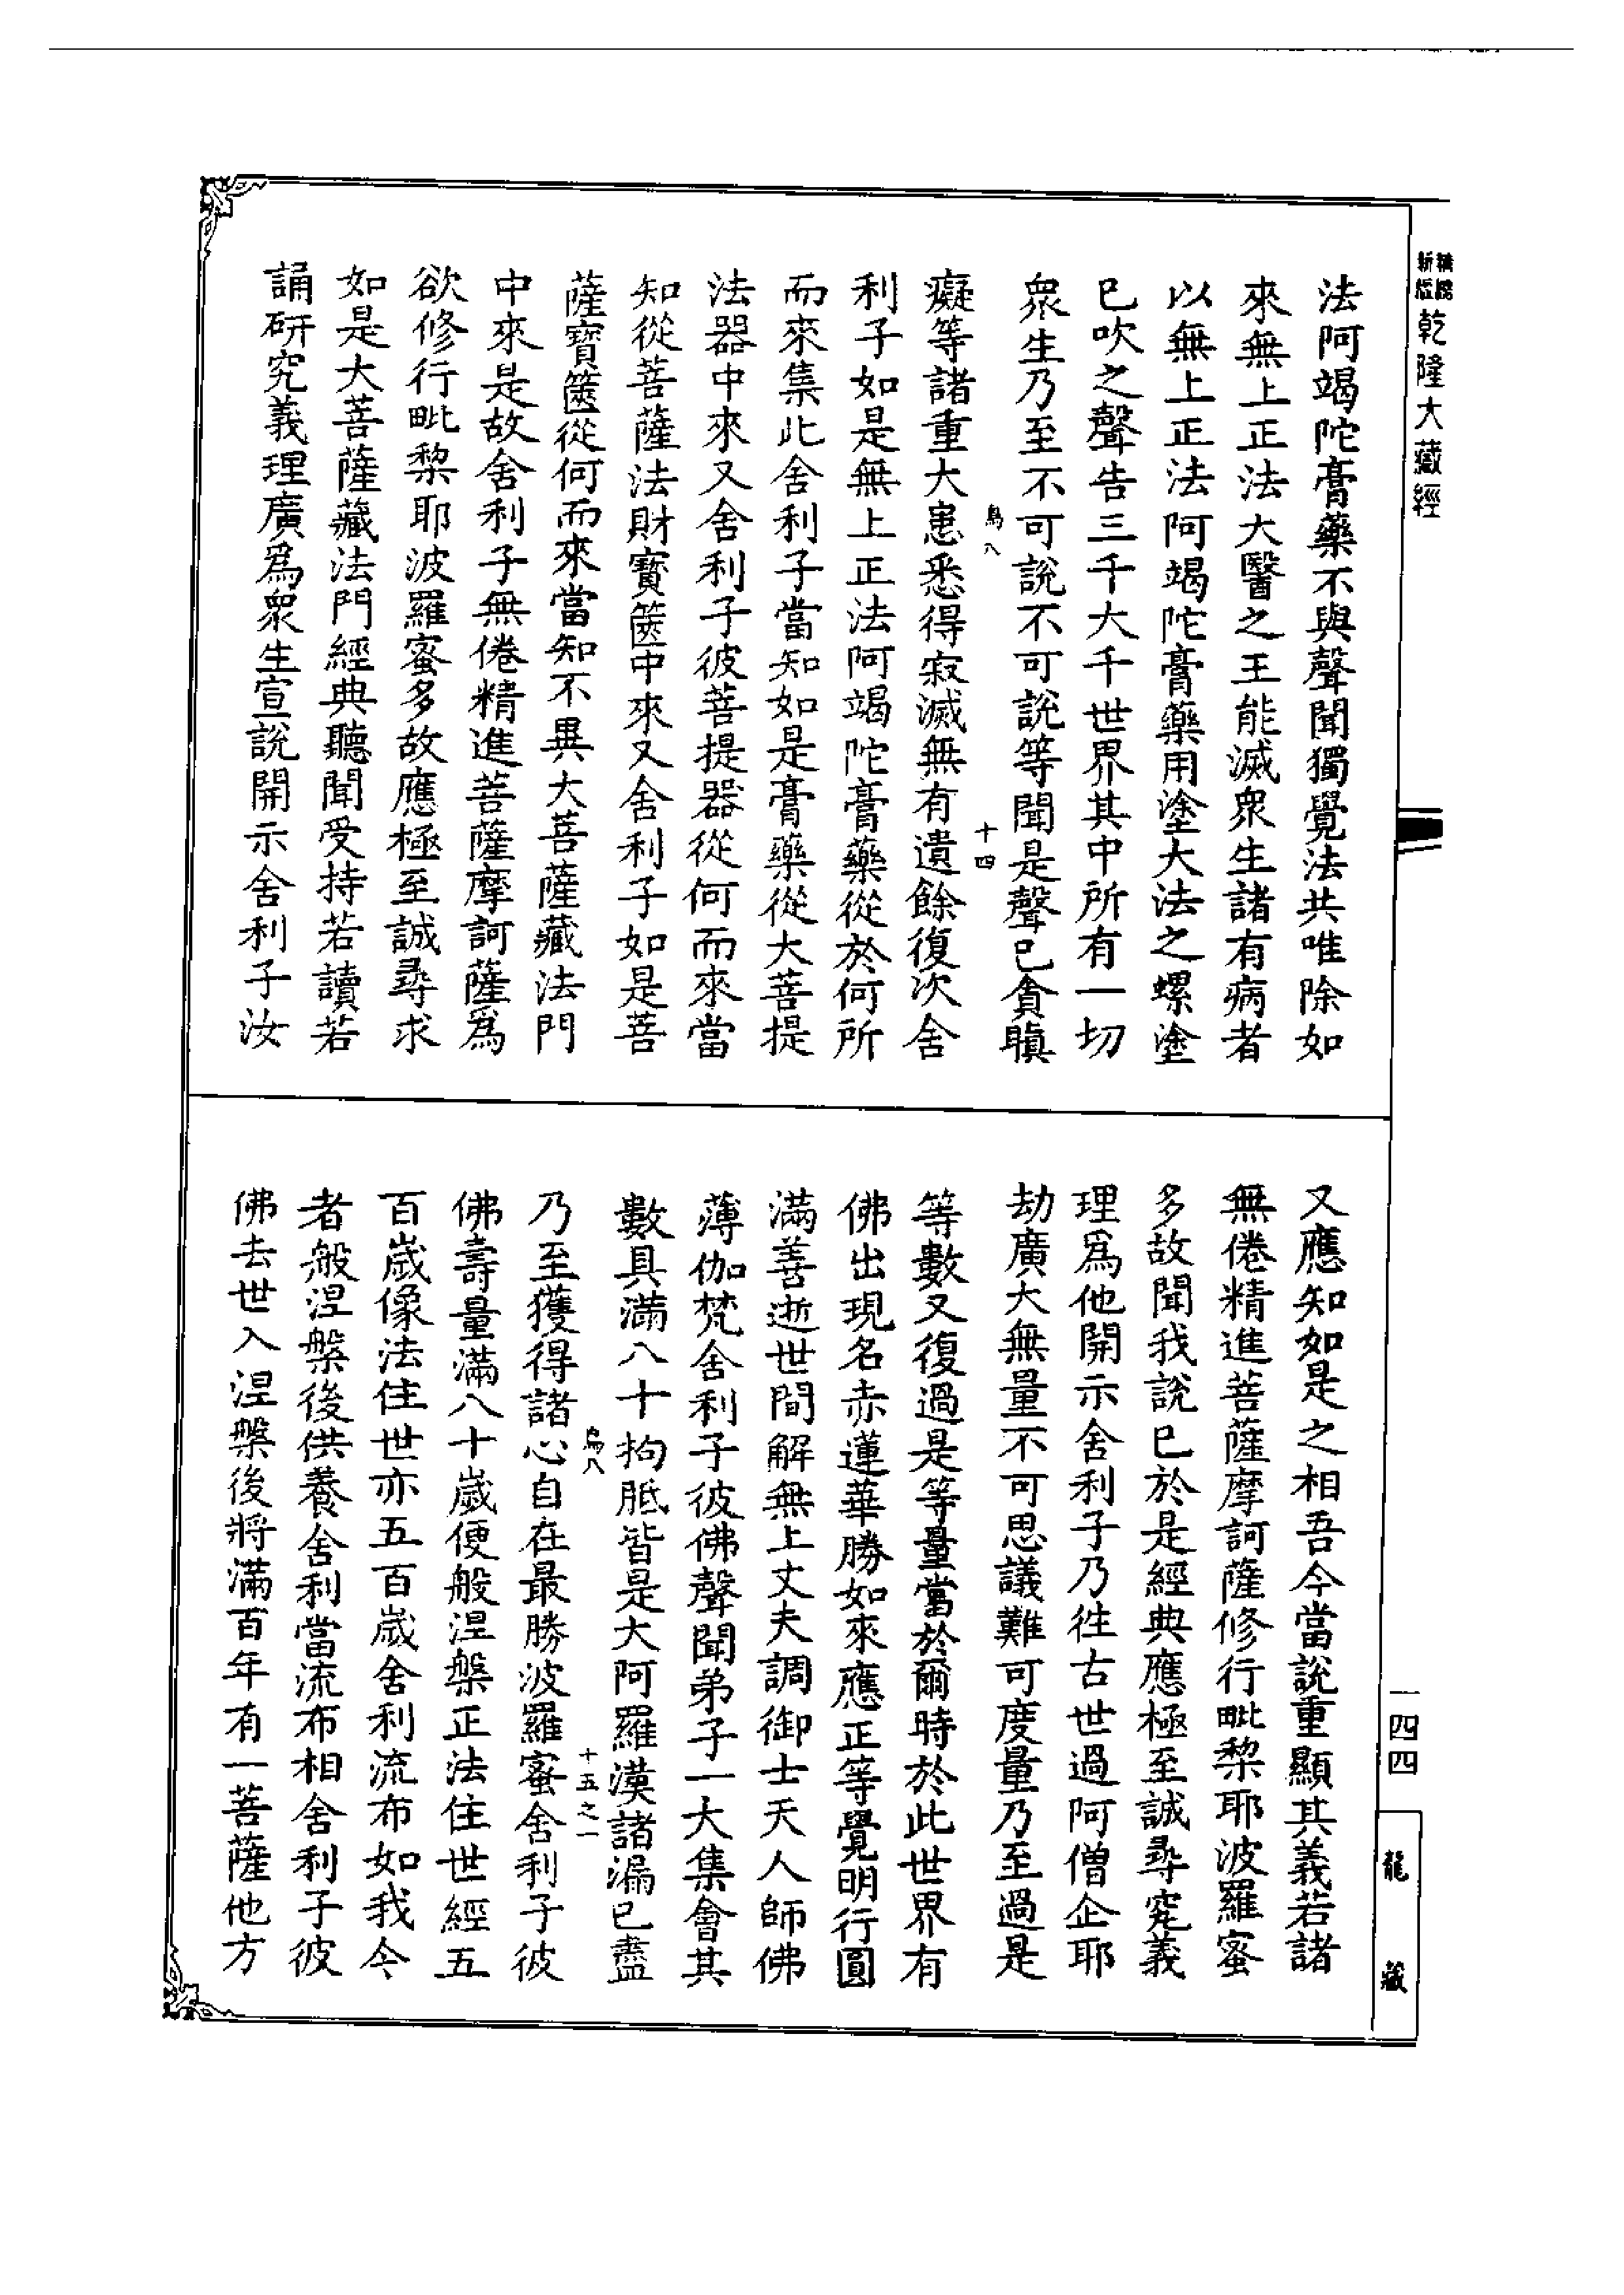 新版
精縮
乾隆大藏經
法阿竭陀膏藥不與聲聞獨覺法共唯除如
來無上正法大醫之王能滅衆生諸有病者
以無上正法阿竭陀膏藥用塗大法之螺塗
已吹之聲告三千大千世界其中所有一切
衆生乃至不可說不可說等聞是聲已貪瞋
鳥八
十四
癡等諸重大患悉得寂滅無有遺餘復次舍
利子如是無上正法阿竭陀膏藥從於何所
而來集此舍利子當知如是膏藥從大菩提
法器中來又舍利子彼菩提器從何而來當
知從菩薩法財寶篋中來又舍利子如是菩
薩寶篋從何而來當知不異大菩薩藏法門
中來是故舍利子無倦精進菩薩摩訶薩爲
欲修行毗黎耶波羅蜜多故應極至誠尋求
如是大菩薩藏法門經典聽聞受持若讀若
誦研究義理廣爲衆生宣說開示舍利子汝
一四四
龍藏
又應知如是之相吾今當說重顯其義若諸
無倦精進菩薩摩訶薩修行毗黎耶波羅蜜
多故聞我說已於是經典應極至誠尋究義
理爲他開示舍利子乃往古世過阿僧企耶
劫廣大無量不可思議難可度量乃至過是
等數又復過是等量當於爾時於此世界有
佛出現名赤蓮華勝如來應正等覺明行圓
滿善逝世間解無上丈夫調御士天人師佛
薄伽梵舍利子彼佛聲聞弟子一大集會其
數具滿八十拘胝皆是大阿羅漢諸漏已盡
鳥八
十五之一
乃至獲得諸心自在最勝波羅蜜舍利子彼
佛壽量滿八十歲便般涅槃正法住世經五
百歲像法住世亦五百歲舍利流布如我今
者般涅槃後供養舍利當流布相舍利子彼
佛去世入涅槃後將滿百年有一菩薩他方